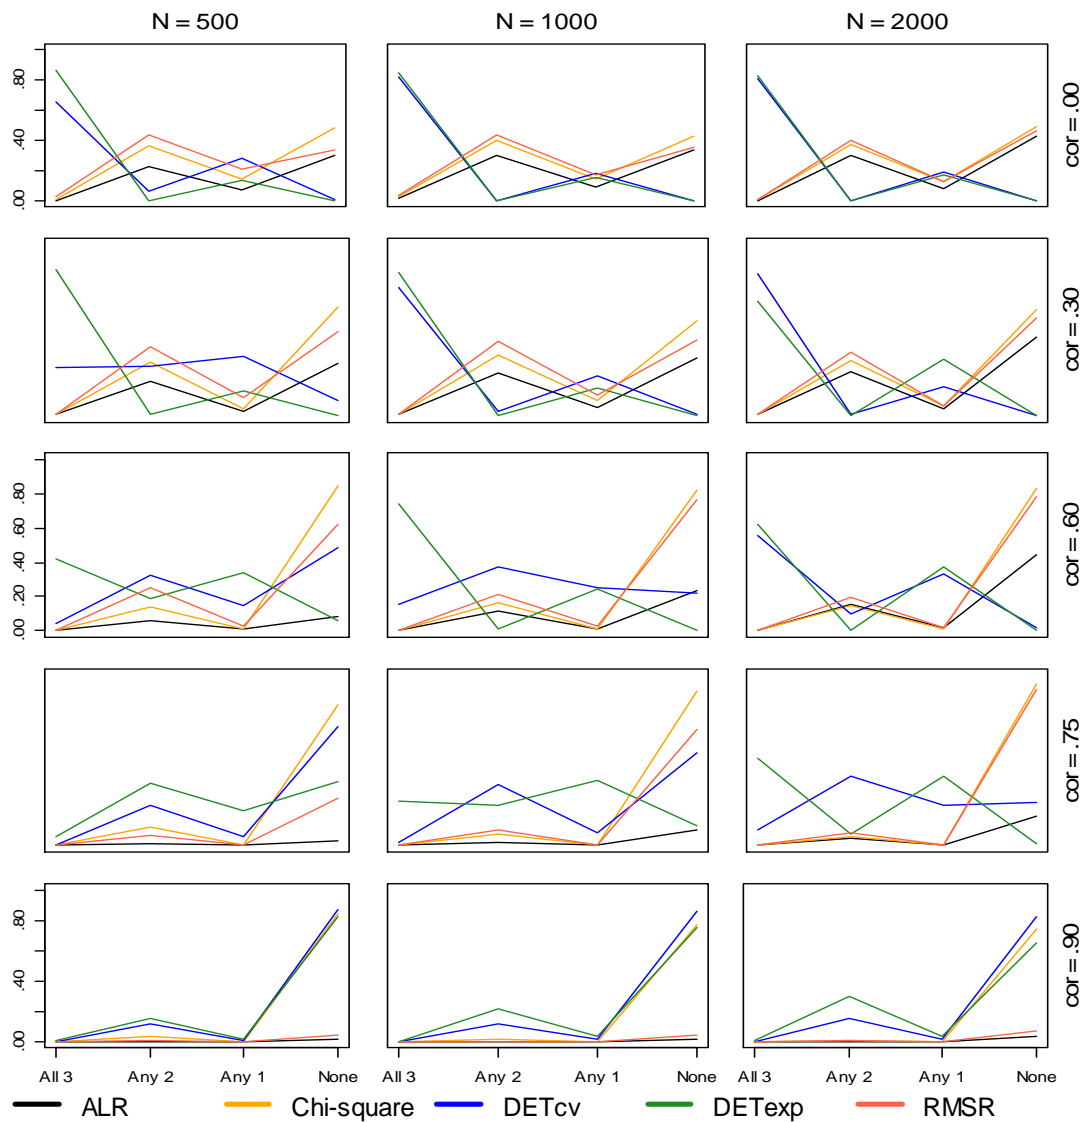 N = 500 N = 1000 N = 2000
.80
.40
.00
cor = .00
cor = .30
.80
.60
.40
.20
.00
cor = .60
cor = .75
.80
.40
.00
cor = .90
All 3 Any 2 Any 1 None All 3 Any 2 Any 1 None All 3 Any 2 Any 1 None
ALR Chi-square DETcv DETexp RMSR